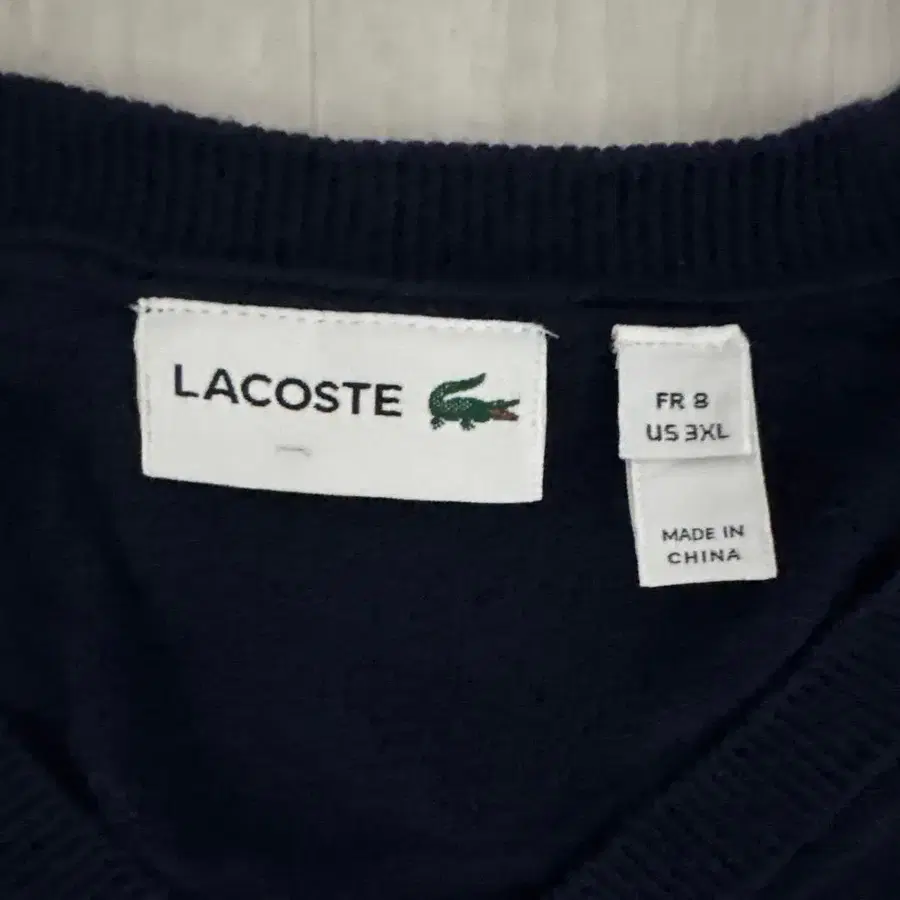 LACOSTE
FR 8
US 3XL
MADE IN
CHINA